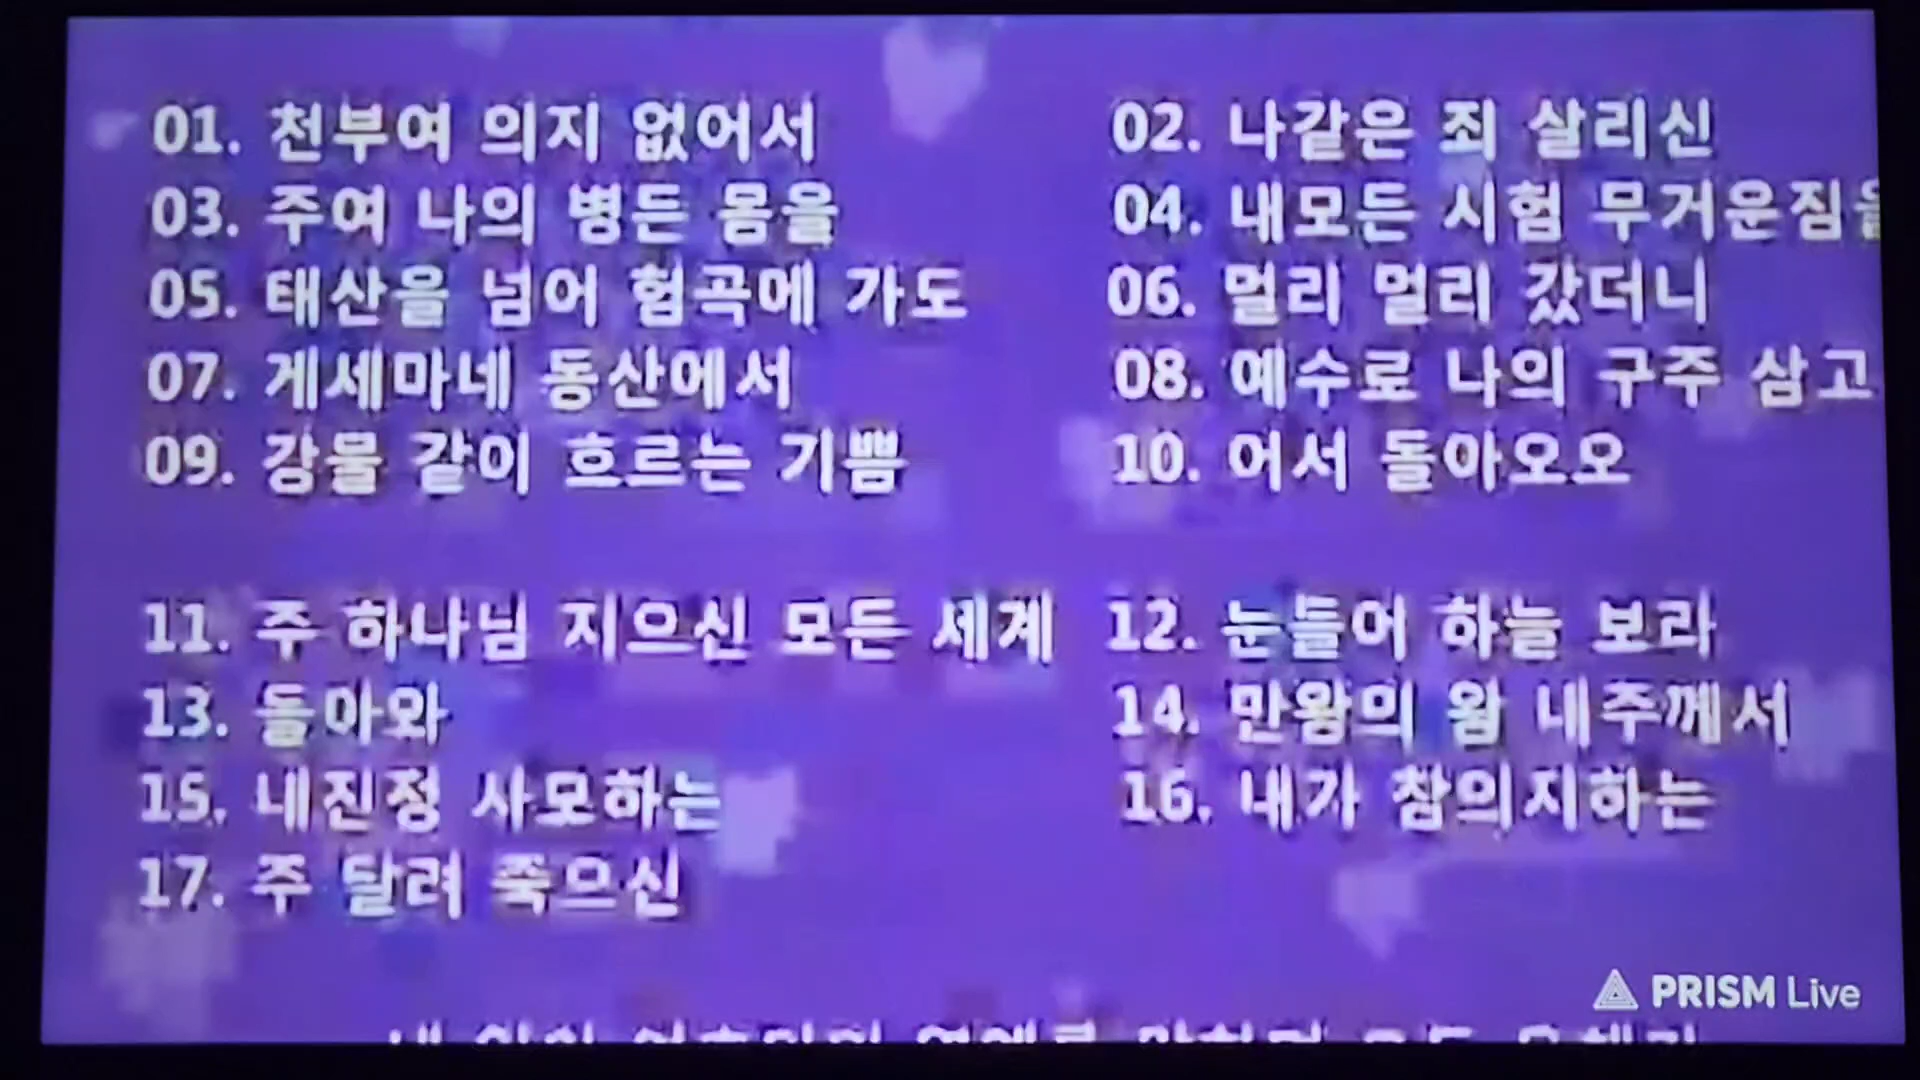 01. 천부여 의지 없어서
02. 나같은 죄 살리신
03. 주여 나의 병든 몸을
04. 내모든 시험 무거운짐을
05. 태산을 넘어 험곡에 가도
06. 멀리 멀리 갔더니
07. 게세마네 동산에서
08. 예수로 나의 구주 삼고
09. 강물 같이 흐르는 기쁨
10. 어서 돌아오오
11. 주 하나님 지으신 모든 세계
12. 눈들어 하늘 보라
13. 돌아와
14. 만왕의 왕 내주께서
15. 내진정 사모하는
16. 내가 참의지하는
17. 주 달려 죽으신
PRISM Live